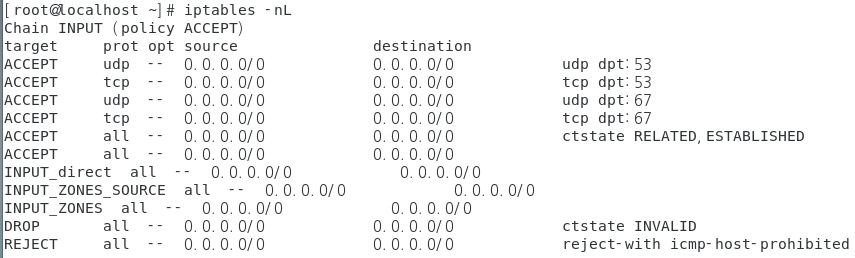 [root@localhost ~]# iptables -nL
Chain INPUT (policy ACCEPT)
target     prot opt source               destination
ACCEPT     udp  --  0.0.0.0/0            0.0.0.0/0            udp dpt:53
ACCEPT     tcp  --  0.0.0.0/0            0.0.0.0/0            tcp dpt:53
ACCEPT     udp  --  0.0.0.0/0            0.0.0.0/0            udp dpt:67
ACCEPT     tcp  --  0.0.0.0/0            0.0.0.0/0            tcp dpt:67
ACCEPT     all  --  0.0.0.0/0            0.0.0.0/0            ctstate RELATED,ESTABLISHED
ACCEPT     all  --  0.0.0.0/0            0.0.0.0/0
INPUT_direct  all  --  0.0.0.0/0            0.0.0.0/0
INPUT_ZONES_SOURCE  all  --  0.0.0.0/0            0.0.0.0/0
INPUT_ZONES  all  --  0.0.0.0/0            0.0.0.0/0
DROP       all  --  0.0.0.0/0            0.0.0.0/0            ctstate INVALID
REJECT     all  --  0.0.0.0/0            0.0.0.0/0            reject-with icmp-host-prohibited